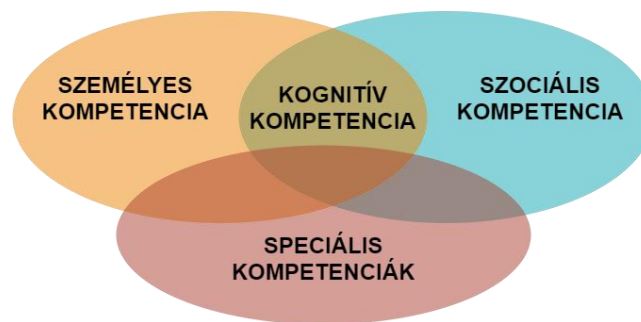 SZEMÉLYES
KOMPETENCIA
KOGNITÍV
KOMPETENCIA
SZOCIÁLIS
KOMPETENCIA
SPECIÁLIS
KOMPETENCIÁK